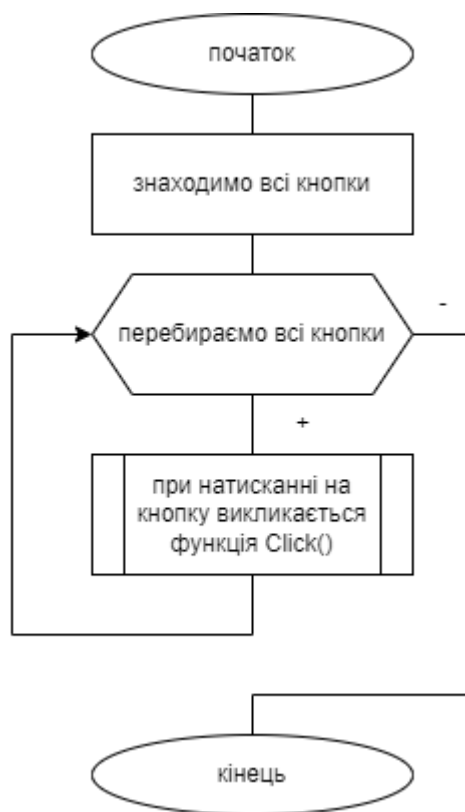 початок
знаходимо всі кнопки
-
перебираємо всі кнопки
+
при натисканні на
кнопку викликається
функція Click()
кінець